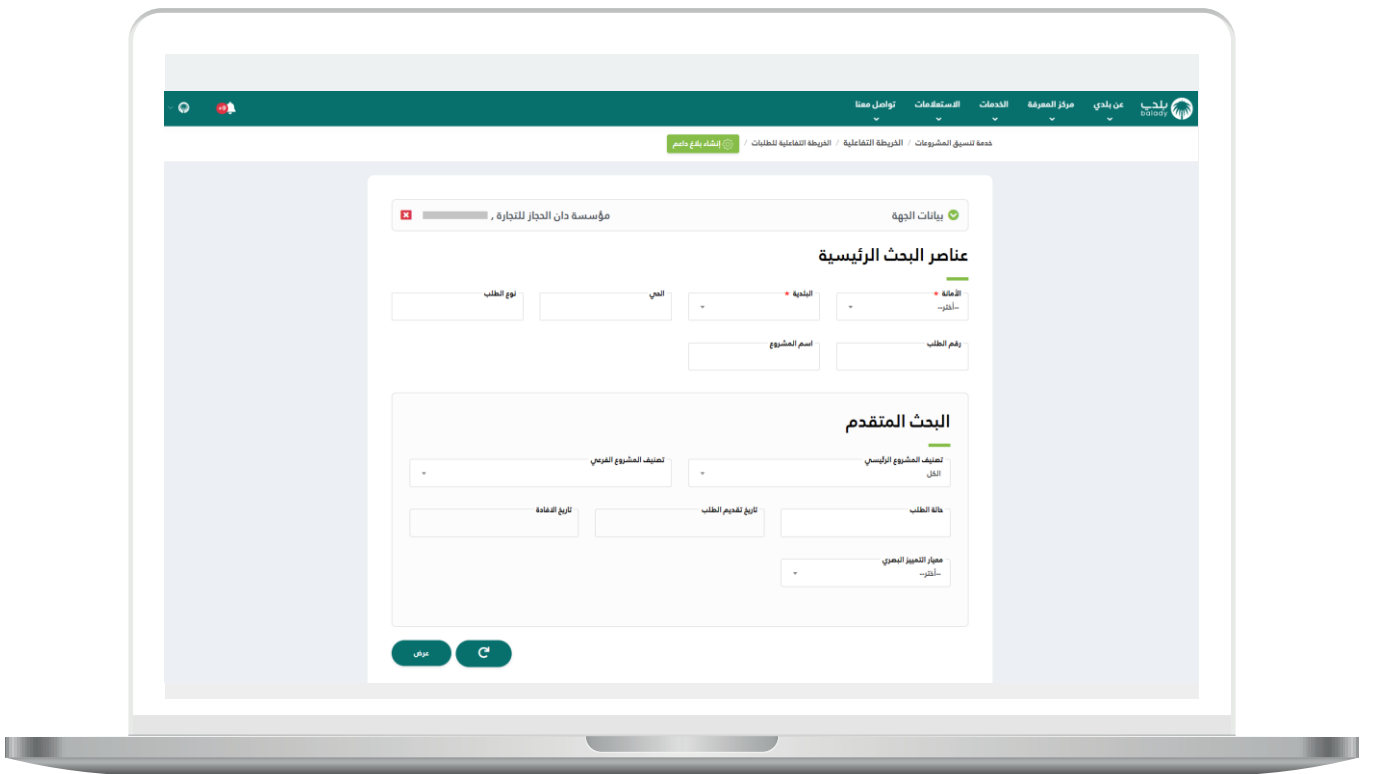 بلدي
balady
عن بلدي مركز المعرفة الخدمات الاستعلامات تواصل معنا
خدمة تنسيق المشروعات / الخريطة التفاعلية / الخريطة التفاعلية للطلبات / إنشاء بلاغ داعم
بيانات الجهة مؤسسة دان الحجاز للتجارة ,
عناصر البحث الرئيسية
الأمانة * البلدية * الحي نوع الطلب
--أختر--
رقم الطلب اسم المشروع
البحث المتقدم
تصنيف المشروع الرئيسي تصنيف المشروع الفرعي
الكل
حالة الطلب تاريخ تقديم الطلب تاريخ الافادة
معيار التمييز البصري
--أختر--
عرض